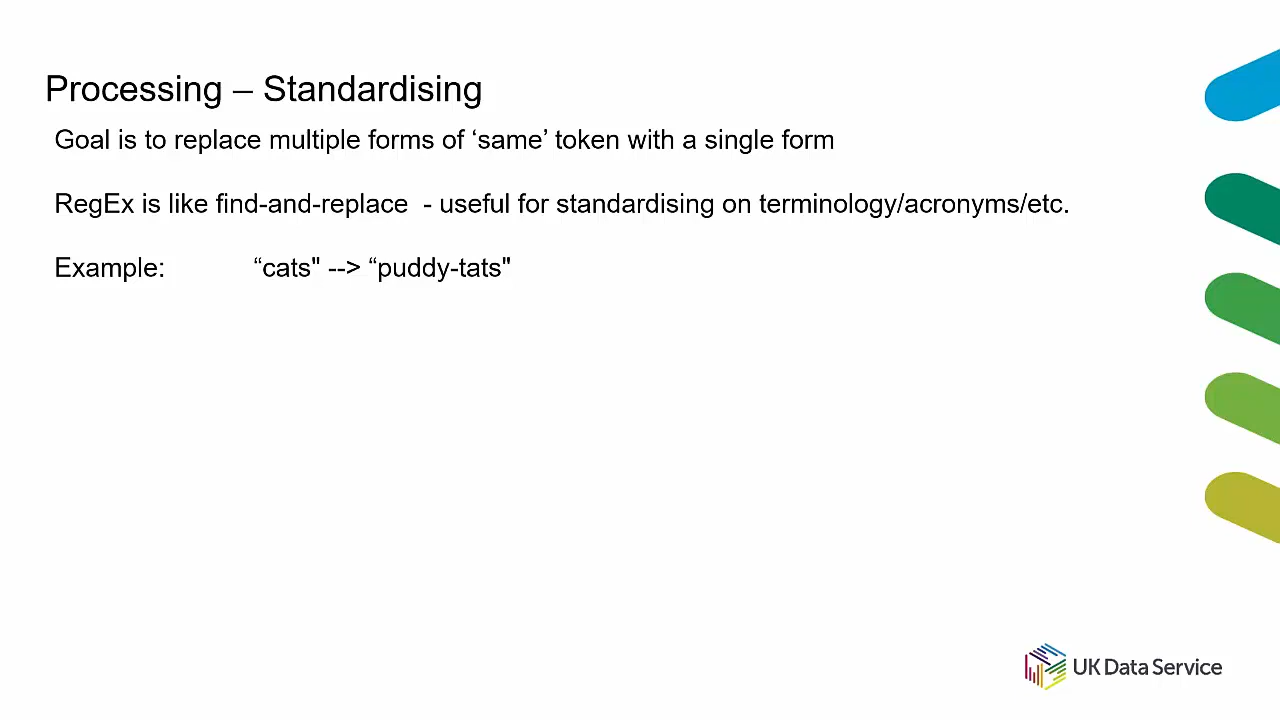 Processing – Standardising
Goal is to replace multiple forms of ‘same’ token with a single form
RegEx is like find-and-replace  - useful for standardising on terminology/acronyms/etc.
Example: “cats" --> “puddy-tats"
UK Data Service